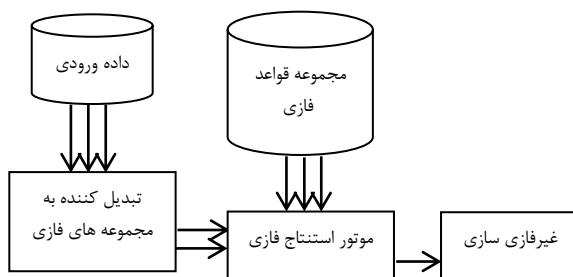 داده ورودی
مجموعه قواعد
فازی
تبدیل کننده به
مجموعه های فازی
موتور استنتاج فازی
غیرفازی سازی